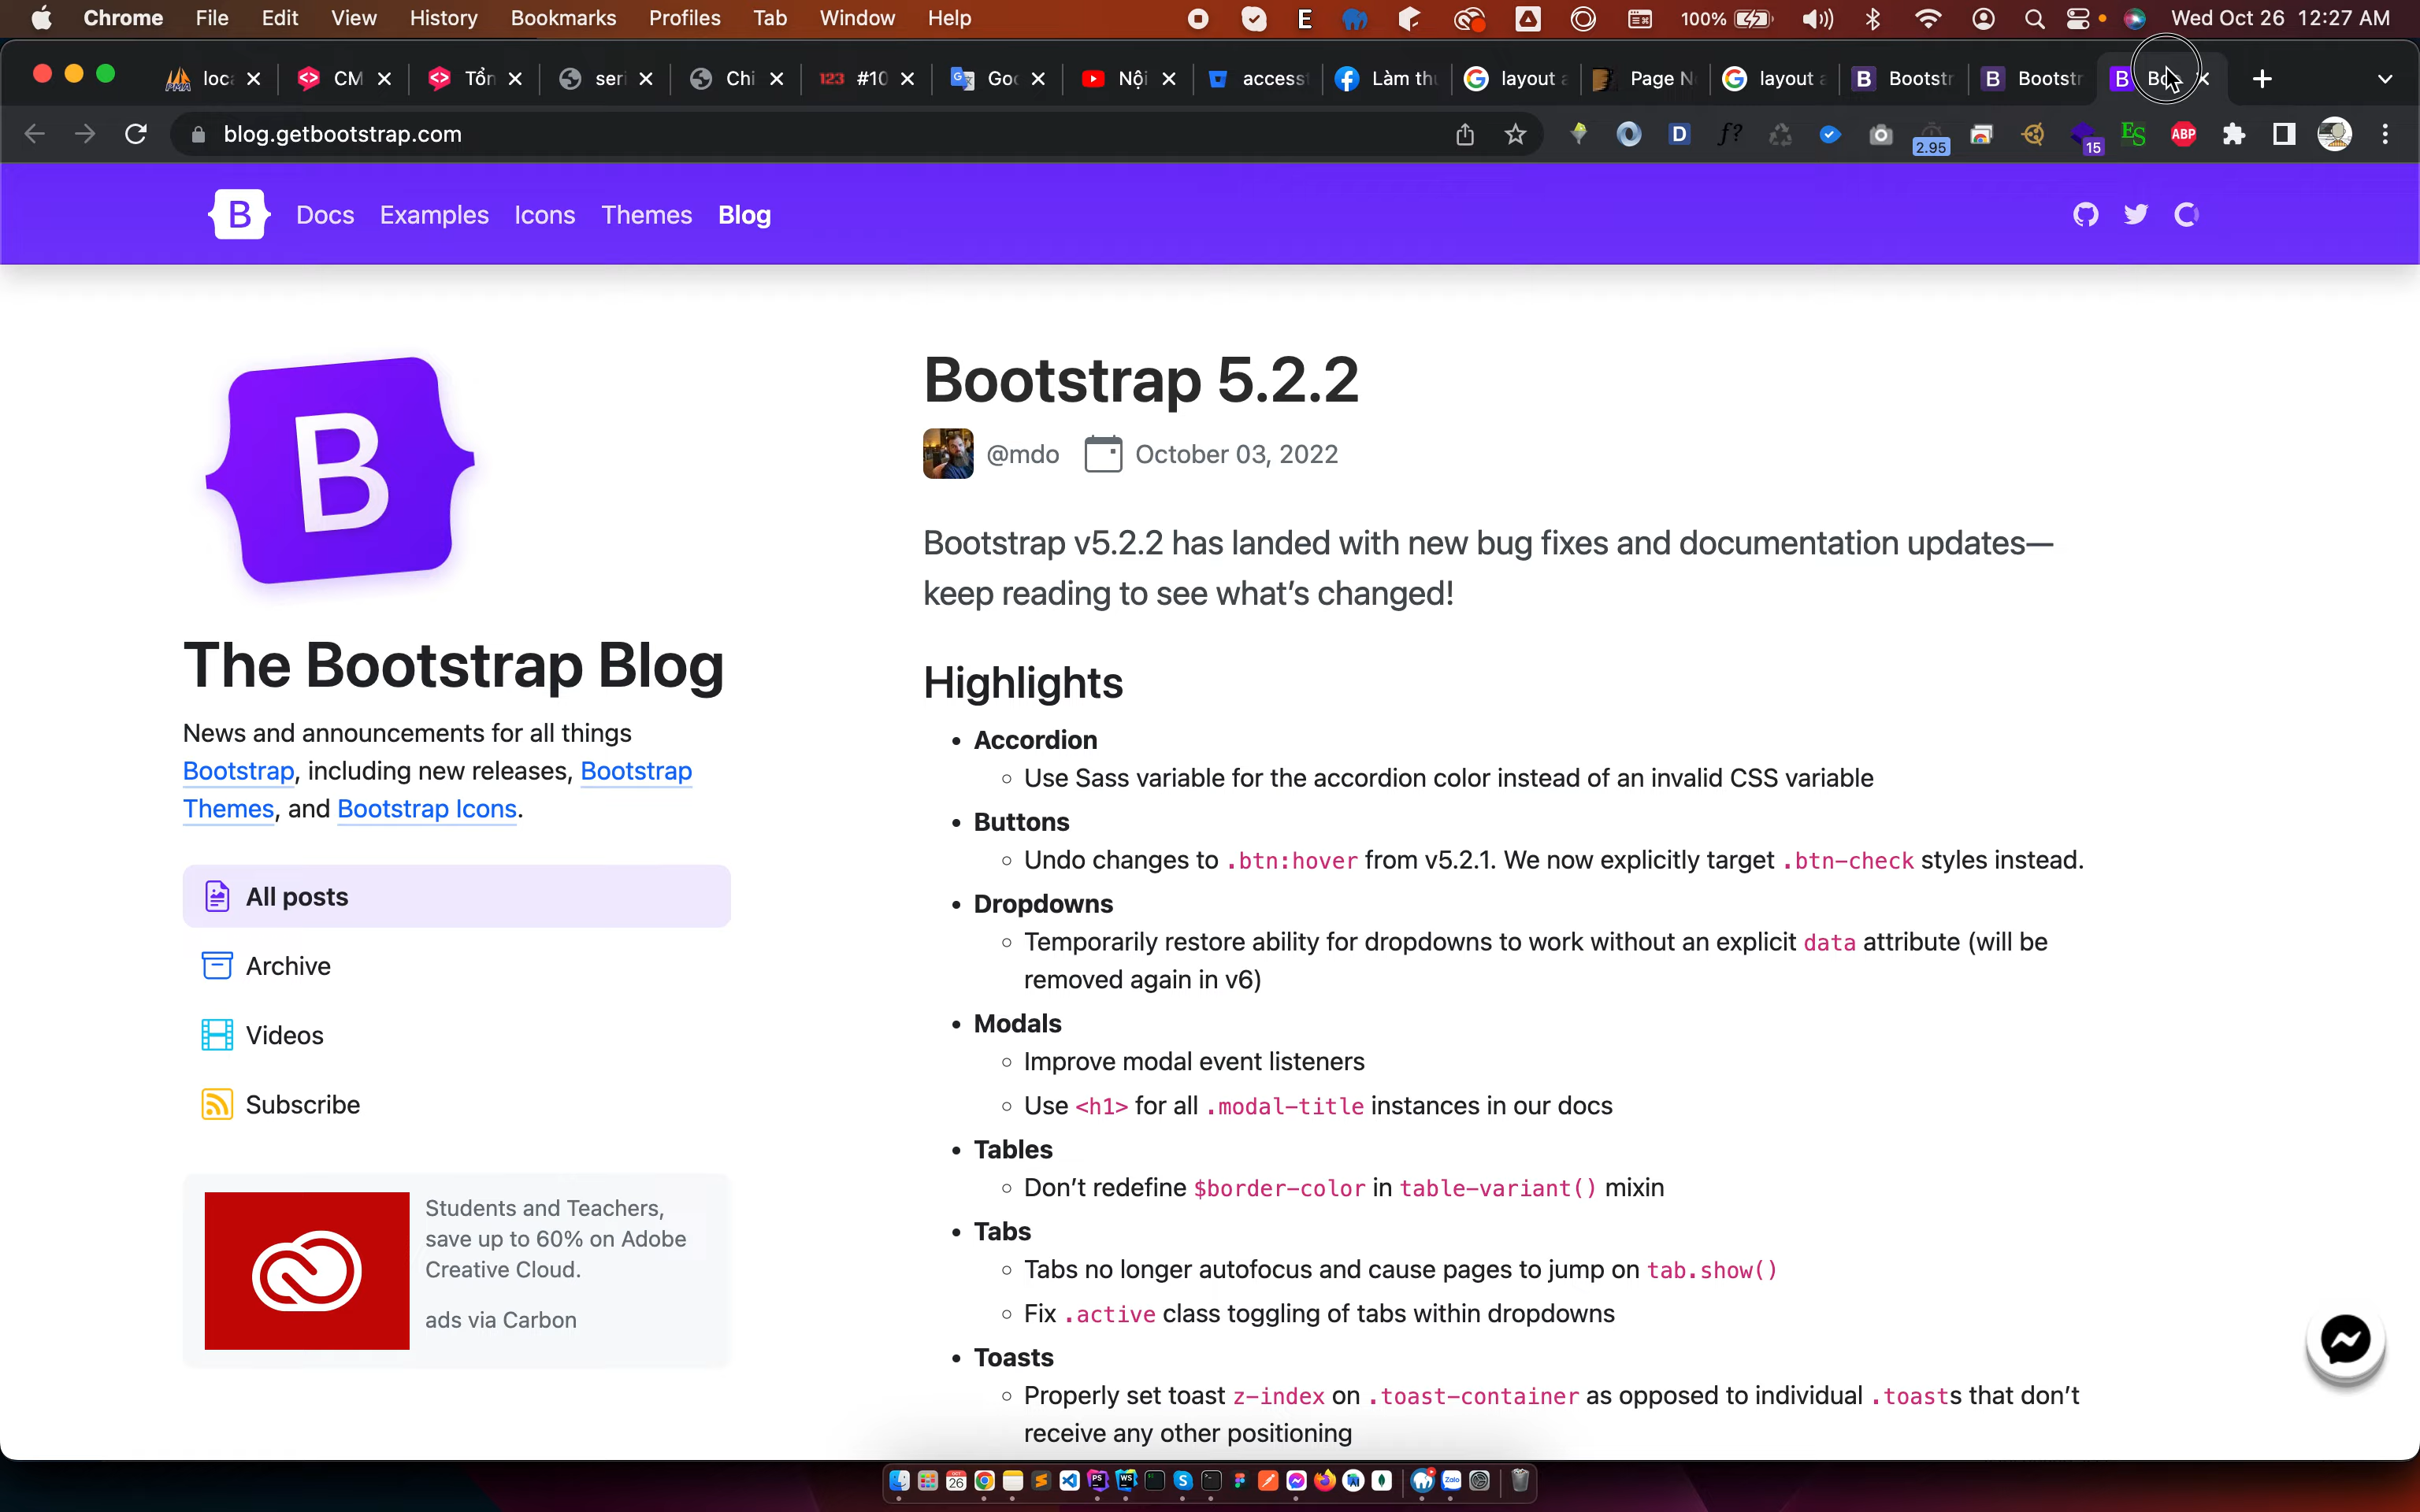 Chrome File Edit View History Bookmarks Profiles Tab Window Help E 100% Wed Oct 26 12:27 AM
loca CM Tổn seri Chi #10 Goo Nội access Làm thu layout a Page N layout a Bootstr Bootstr
blog.getbootstrap.com D f? 2.95 15 ES ABP
B Docs Examples Icons Themes Blog
B
The Bootstrap Blog
News and announcements for all things
Bootstrap, including new releases, Bootstrap
Themes, and Bootstrap Icons.
All posts
Archive
Videos
Subscribe
Students and Teachers,
save up to 60% on Adobe
Creative Cloud.
ads via Carbon
Bootstrap 5.2.2
@mdo October 03, 2022
Bootstrap v5.2.2 has landed with new bug fixes and documentation updates—
keep reading to see what’s changed!
Highlights
• Accordion
◦ Use Sass variable for the accordion color instead of an invalid CSS variable
• Buttons
◦ Undo changes to .btn:hover from v5.2.1. We now explicitly target .btn-check styles instead.
• Dropdowns
◦ Temporarily restore ability for dropdowns to work without an explicit data attribute (will be
removed again in v6)
• Modals
◦ Improve modal event listeners
◦ Use <h1> for all .modal-title instances in our docs
• Tables
◦ Don’t redefine $border-color in table-variant() mixin
• Tabs
◦ Tabs no longer autofocus and cause pages to jump on tab.show()
◦ Fix .active class toggling of tabs within dropdowns
• Toasts
◦ Properly set toast z-index on .toast-container as opposed to individual .toasts that don’t
receive any other positioning